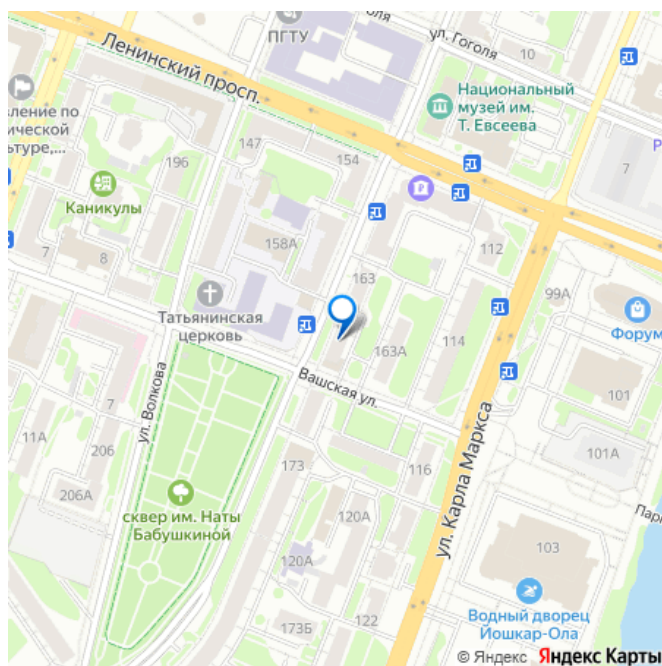 ПГТУ
ул. Гоголя
10
Ленинский просп.
Национальный
музей им.
Т. Евсеева
вление по
ической
ьтуре,...
147
154
196
7
Каникулы
158А
112
7
8
163
99А
Татьянинская
церковь
Форум
163А
114
Вашская ул.
101
ул. Волкова
7
ул. Карла Маркса
11А
206
101А
173
116
206А
сквер им. Наты
Бабушкиной
120А
Пар
103
120А
Водный дворец
Йошкар-Ола
173Б
122
© Яндекс Яндекс Карты